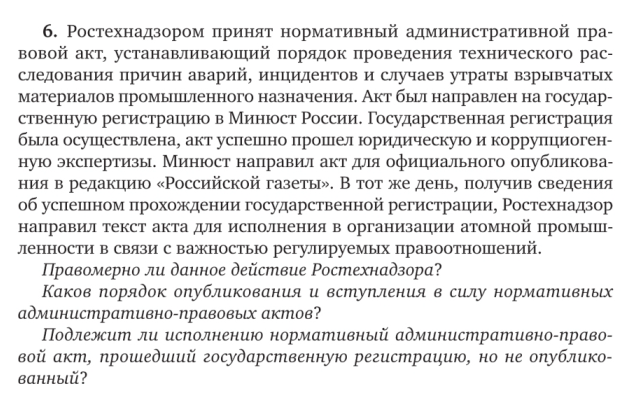 6. Ростехнадзором принят нормативный административной пра-
вовой акт, устанавливающий порядок проведения технического рас-
следования причин аварий, инцидентов и случаев утраты взрывчатых
материалов промышленного назначения. Акт был направлен на государ-
ственную регистрацию в Минюст России. Государственная регистрация
была осуществлена, акт успешно прошел юридическую и коррупциоген-
ную экспертизы. Минюст направил акт для официального опубликова-
ния в редакцию «Российской газеты». В тот же день, получив сведения
об успешном прохождении государственной регистрации, Ростехнадзор
направил текст акта для исполнения в организации атомной промыш-
ленности в связи с важностью регулируемых правоотношений.
Правомерно ли данное действие Ростехнадзора?
Каков порядок опубликования и вступления в силу нормативных
административно-правовых актов?
Подлежит ли исполнению нормативный административно-право-
вой акт, прошедший государственную регистрацию, но не опублико-
ванный?